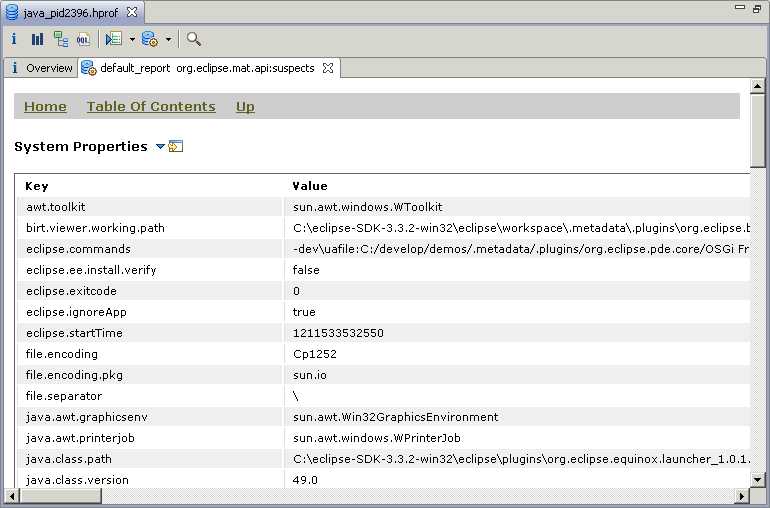 java_pid2396.hprof
i OQL
i Overview default_report org.eclipse.mat.api:suspects
Home Table Of Contents Up
System Properties
Key Value
awt.toolkit sun.awt.windows.WToolkit
birt.viewer.working.path C:\eclipse-SDK-3.3.2-win32\eclipse\workspace\.metadata\.plugins\org.eclipse.b
eclipse.commands -dev\uafile:C:/develop/demos/.metadata/.plugins/org.eclipse.pde.core/OSGi Fr
eclipse.ee.install.verify false
eclipse.exitcode 0
eclipse.ignoreApp true
eclipse.startTime 1211533532550
file.encoding Cp1252
file.encoding.pkg sun.io
file.separator \
java.awt.graphicsenv sun.awt.Win32GraphicsEnvironment
java.awt.printerjob sun.awt.windows.WPrinterJob
java.class.path C:\eclipse-SDK-3.3.2-win32\eclipse\plugins\org.eclipse.equinox.launcher_1.0.1.
java.class.version 49.0